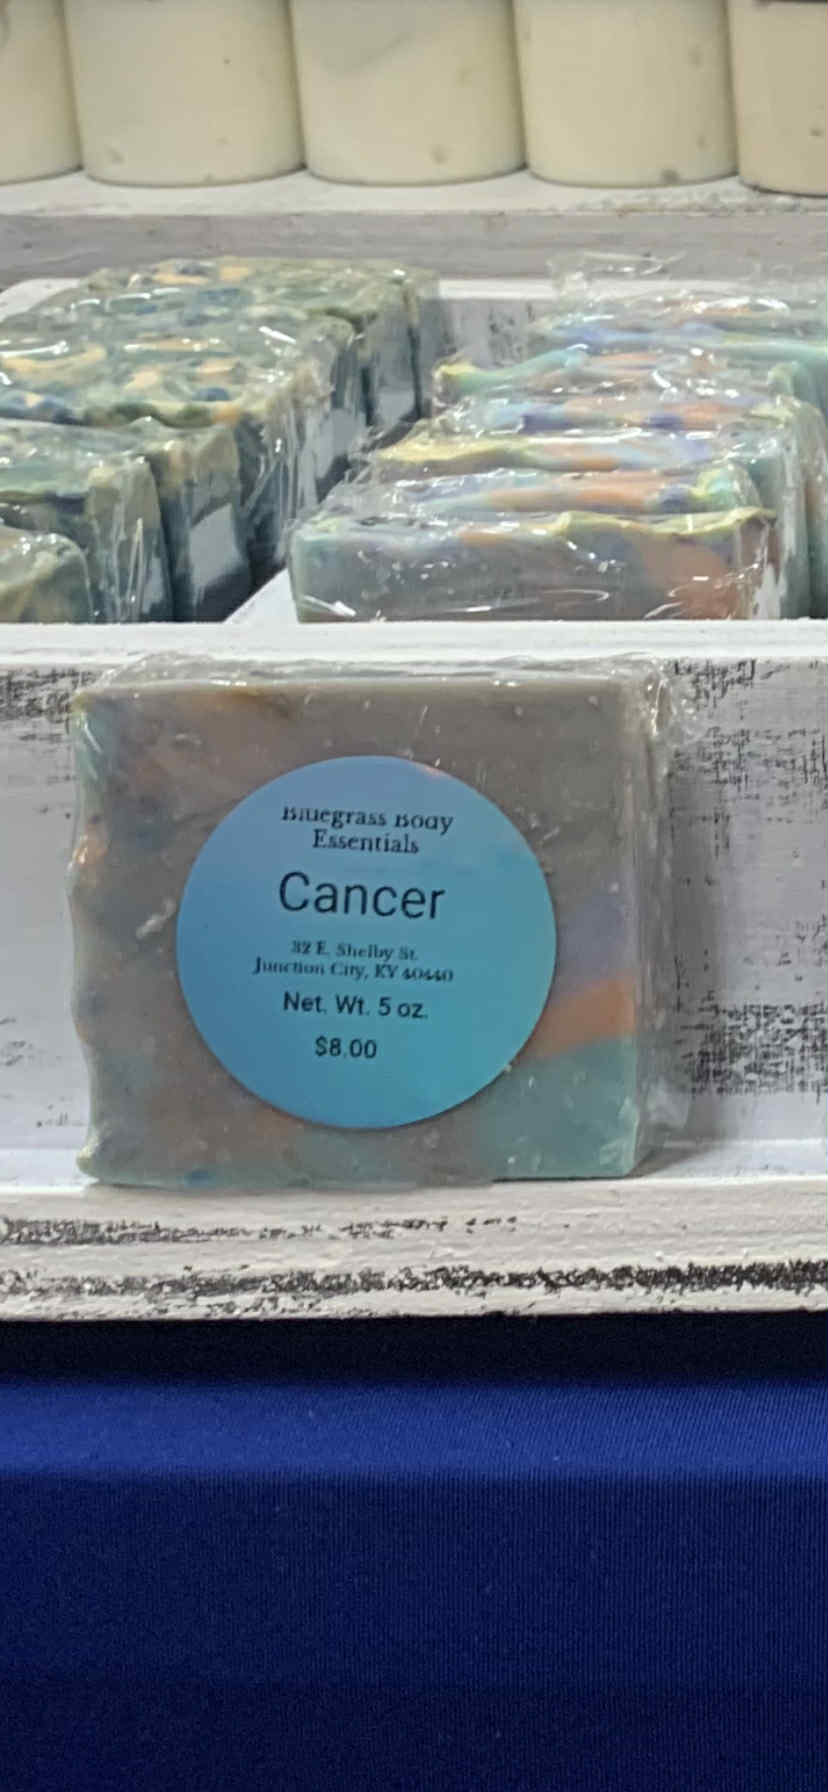 Bluegrass Body
Essentials
Cancer
32 E. Shelby St.
Junction City, KY 40440
Net. Wt. 5 oz.
$8.00